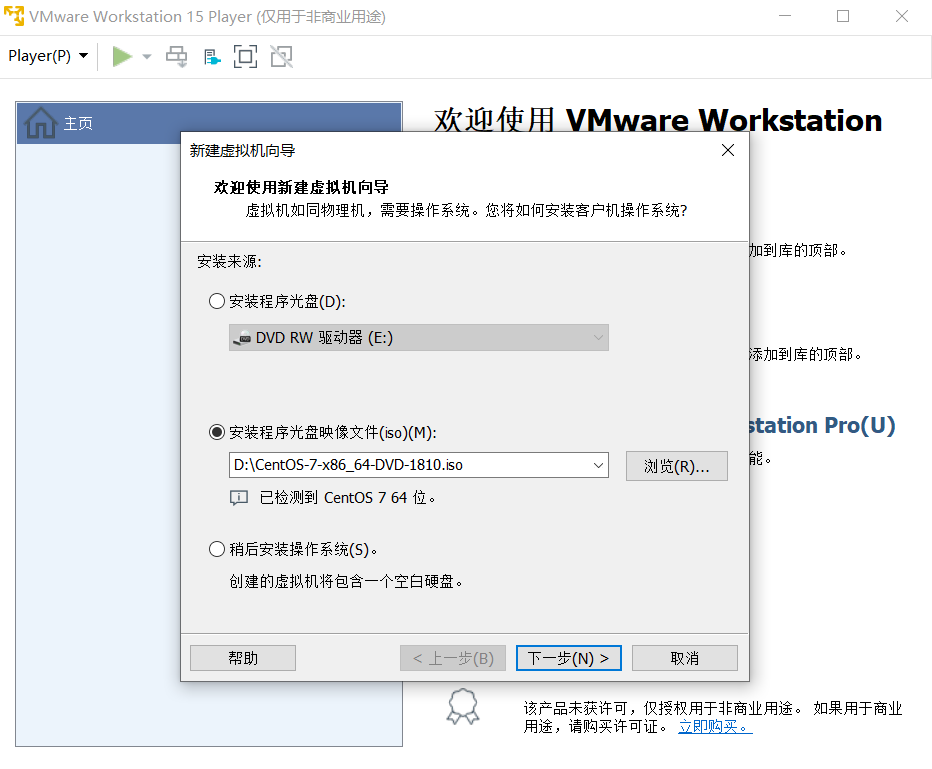 VMware Workstation 15 Player (仅用于非商业用途)
Player(P)
主页
欢迎使用 VMware Workstation
加到库的顶部。
添加到库的顶部。
station Pro(U)
能。
新建虚拟机向导
欢迎使用新建虚拟机向导
虚拟机如同物理机，需要操作系统。您将如何安装客户机操作系统?
安装来源:
安装程序光盘(D):
DVD RW 驱动器 (E:)
安装程序光盘映像文件(iso)(M):
D:\CentOS-7-x86_64-DVD-1810.iso
浏览(R)...
已检测到 CentOS 7 64 位。
稍后安装操作系统(S)。
创建的虚拟机将包含一个空白硬盘。
帮助
< 上一步(B)
下一步(N) >
取消
该产品未获许可，仅授权用于非商业用途。 如果用于商业
用途，请购买许可证。 立即购买。